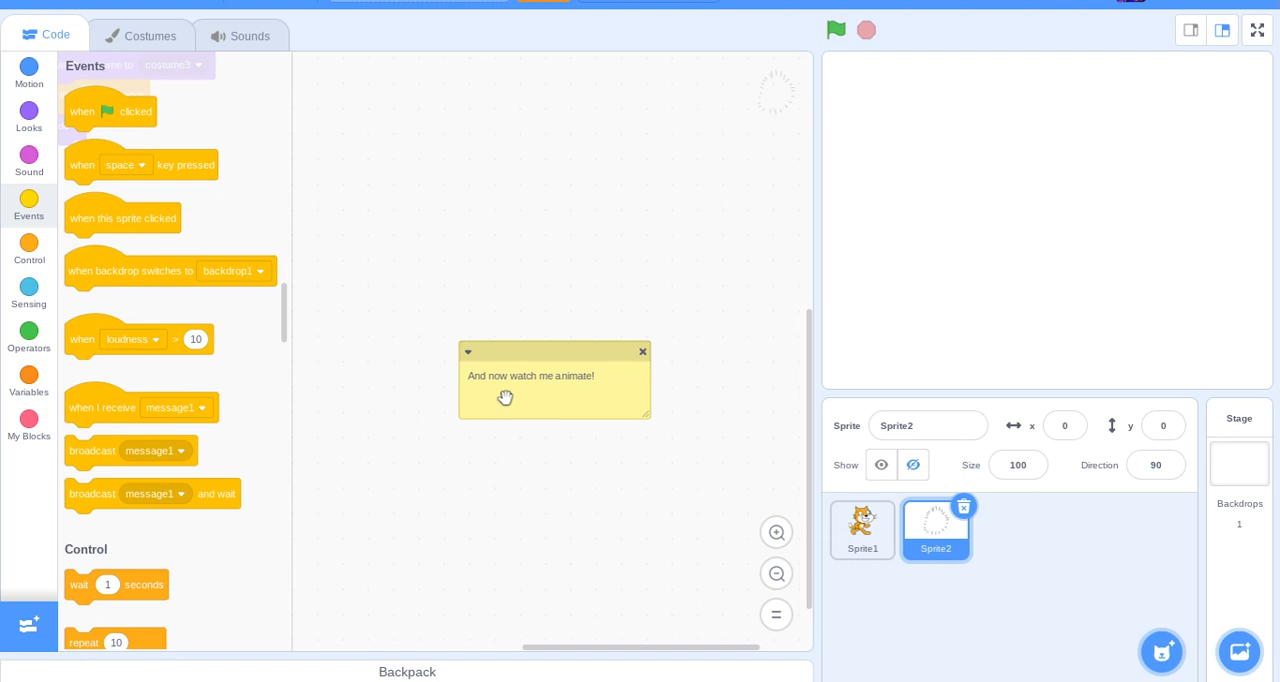 Code
Costumes
Sounds
Motion
Looks
Sound
Events
Control
Sensing
Operators
Variables
My Blocks
Events
to costume3
when clicked
when space key pressed
when this sprite clicked
when backdrop switches to backdrop1
when loudness > 10
when I receive message1
broadcast message1
broadcast message1 and wait
Control
wait 1 seconds
repeat 10
And now watch me animate!
Backpack
Sprite Sprite2 x 0 y 0
Show Size 100 Direction 90
Sprite1
Sprite2
Stage
Backdrops
1